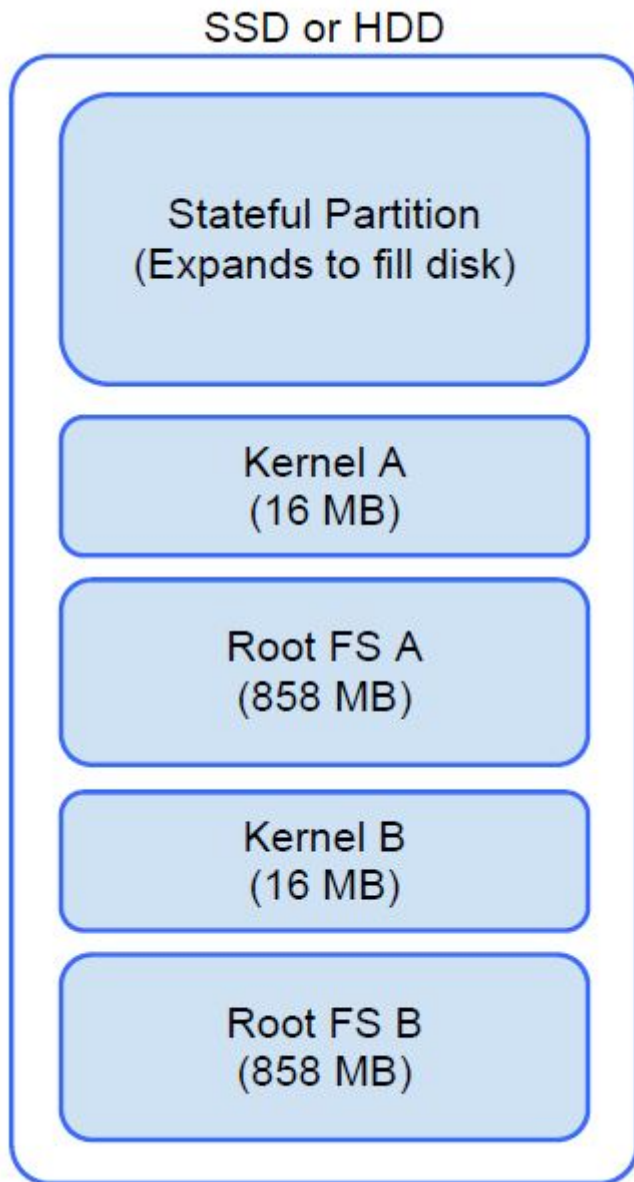 SSD or HDD
Stateful Partition
(Expands to fill disk)
Kernel A
(16 MB)
Root FS A
(858 MB)
Kernel B
(16 MB)
Root FS B
(858 MB)